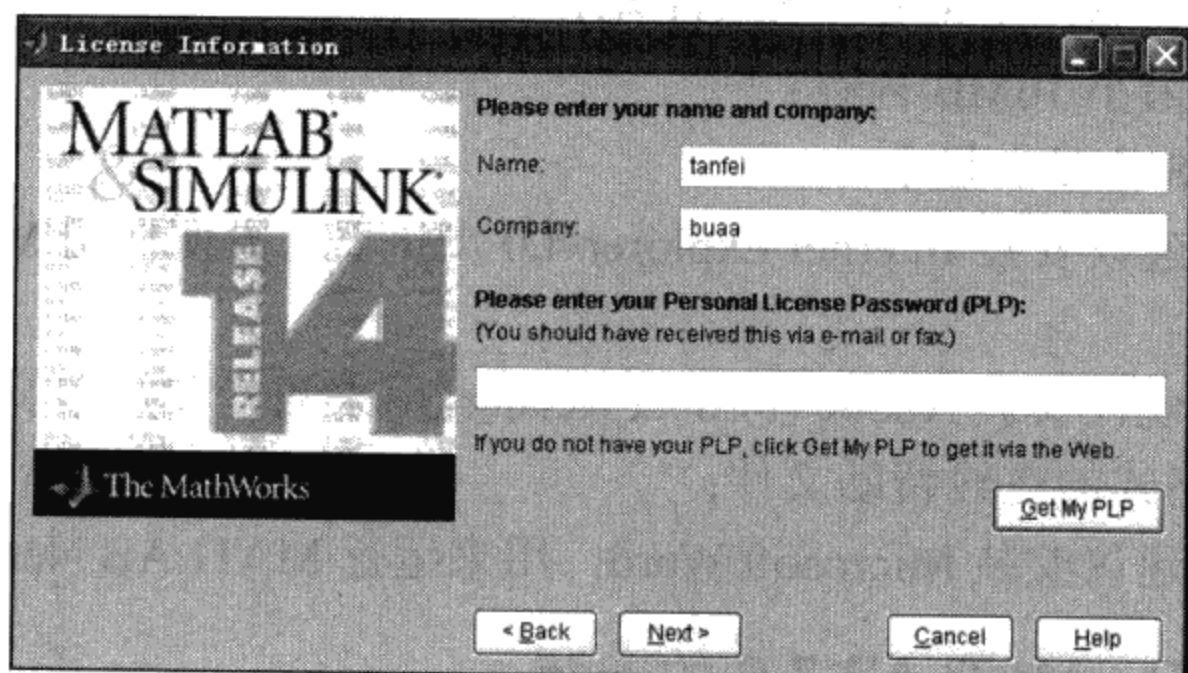 License Information
MATLAB
& SIMULINK
RELEASE
14
The MathWorks
Please enter your name and company:
Name: tanfei
Company: buaa
Please enter your Personal License Password (PLP):
(You should have received this via e-mail or fax.)
If you do not have your PLP, click Get My PLP to get it via the Web.
Get My PLP
< Back Next > Cancel Help